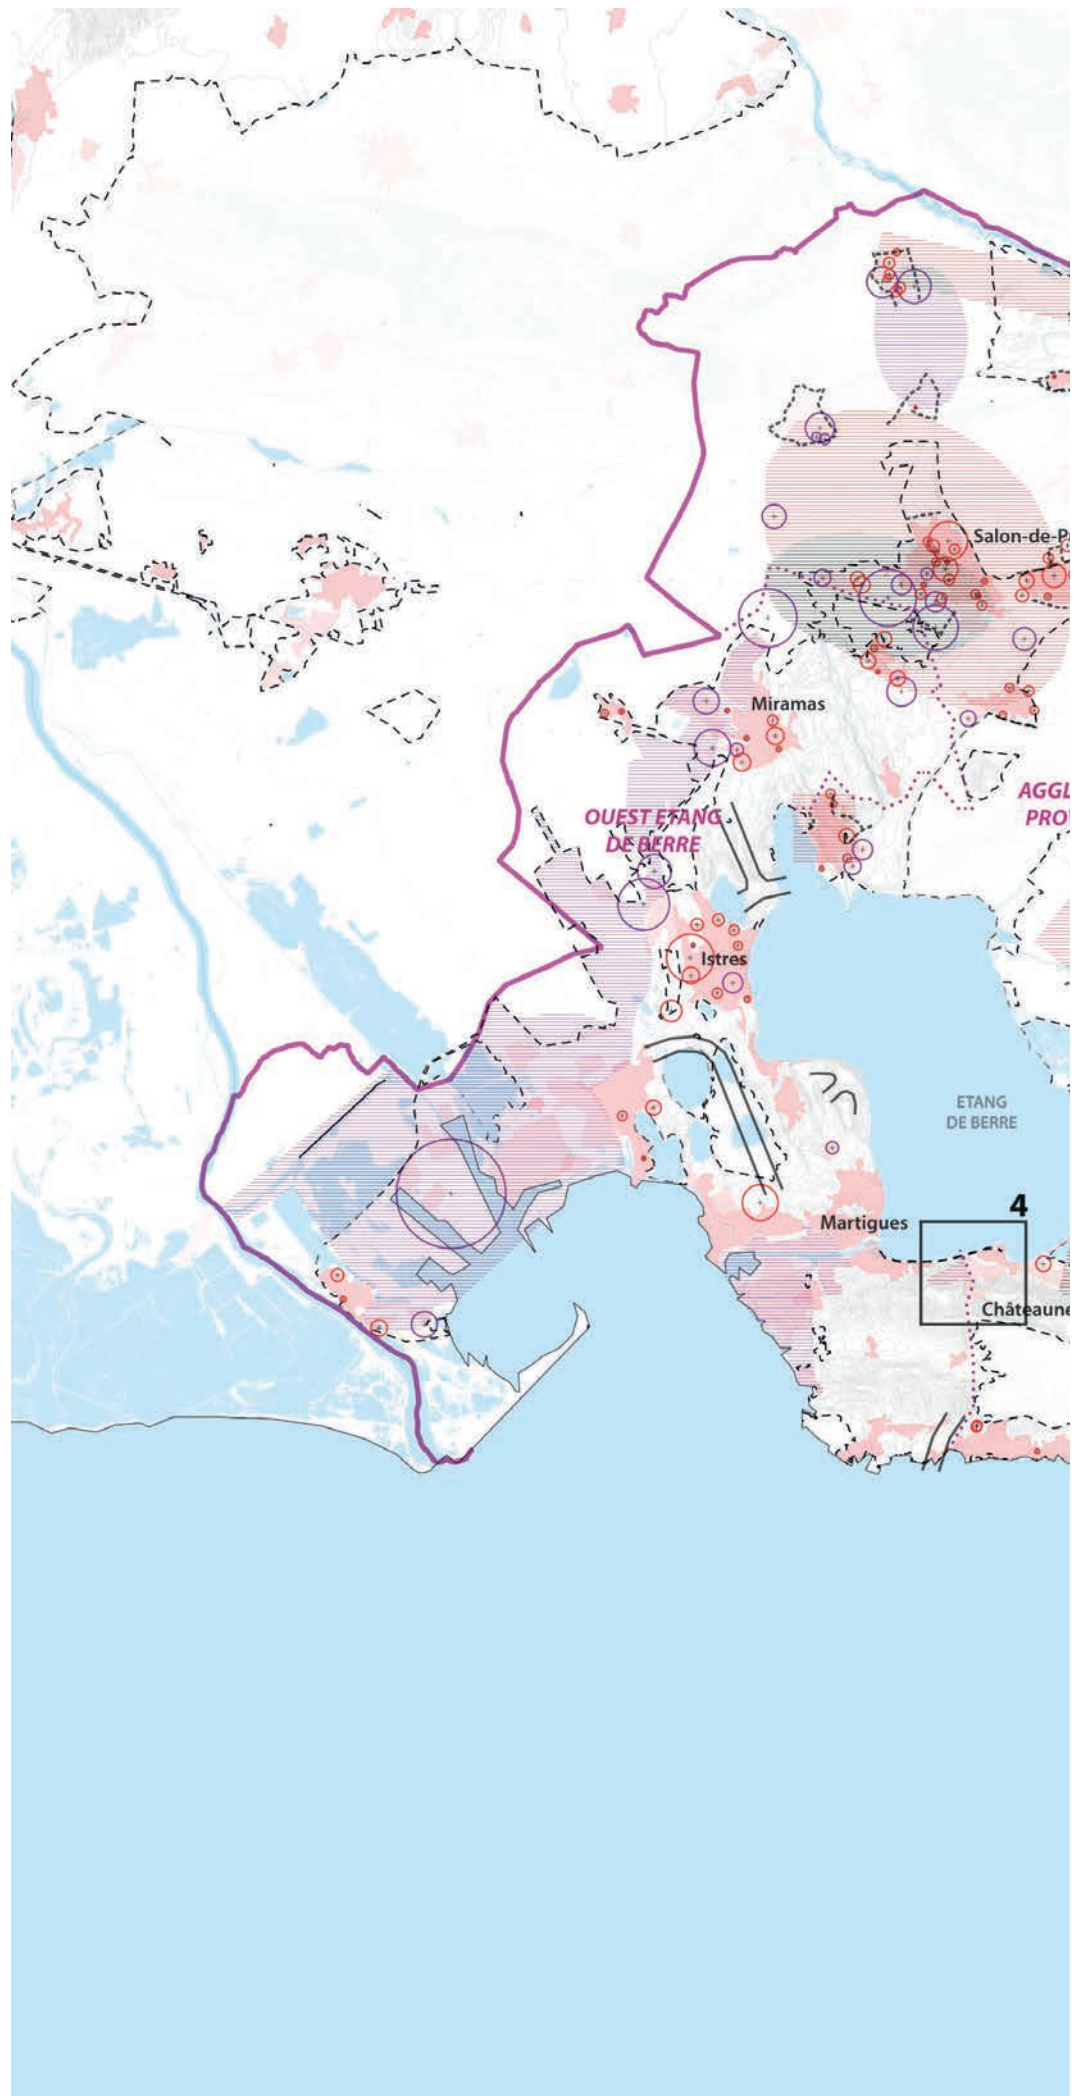 Salon-de-P
Miramas
AGGL
PROV
OUEST ETANG
DE BERRE
Istres
ETANG
DE BERRE
4
Martigues
Châteaune